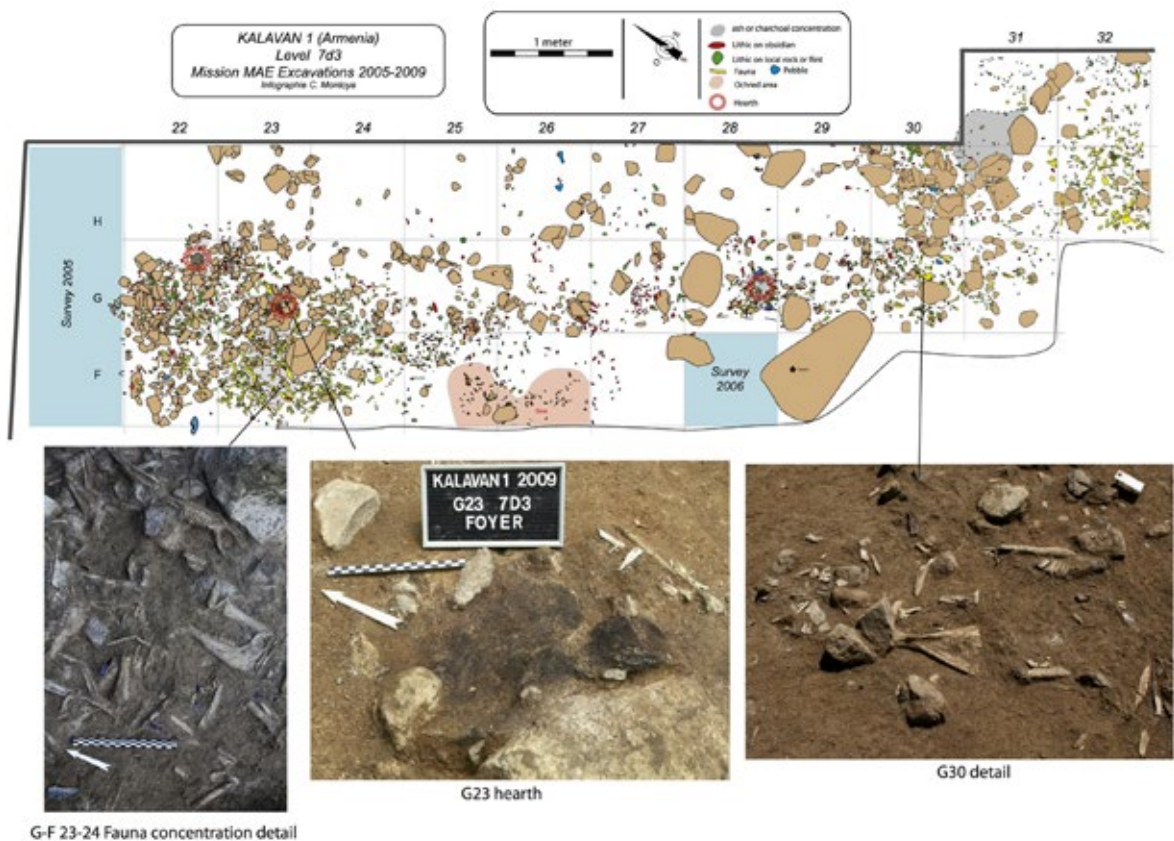 KALAVAN 1 (Armenia)
Level 7d3
Mission MAE Excavations 2005-2009
Infographie C. Montoya
1 meter
ash or charchoal concentration
Lithic on obsidian
Lithic on local rock or flint
Fauna
Pebble
Ochred area
Hearth
22 23 24 25 26 27 28 29 30 31 32
H
G
F
Survey 2005
Survey 2006
KALAVAN 1 2009
G23 7D3
FOYER
G23 hearth
G30 detail
G-F 23-24 Fauna concentration detail